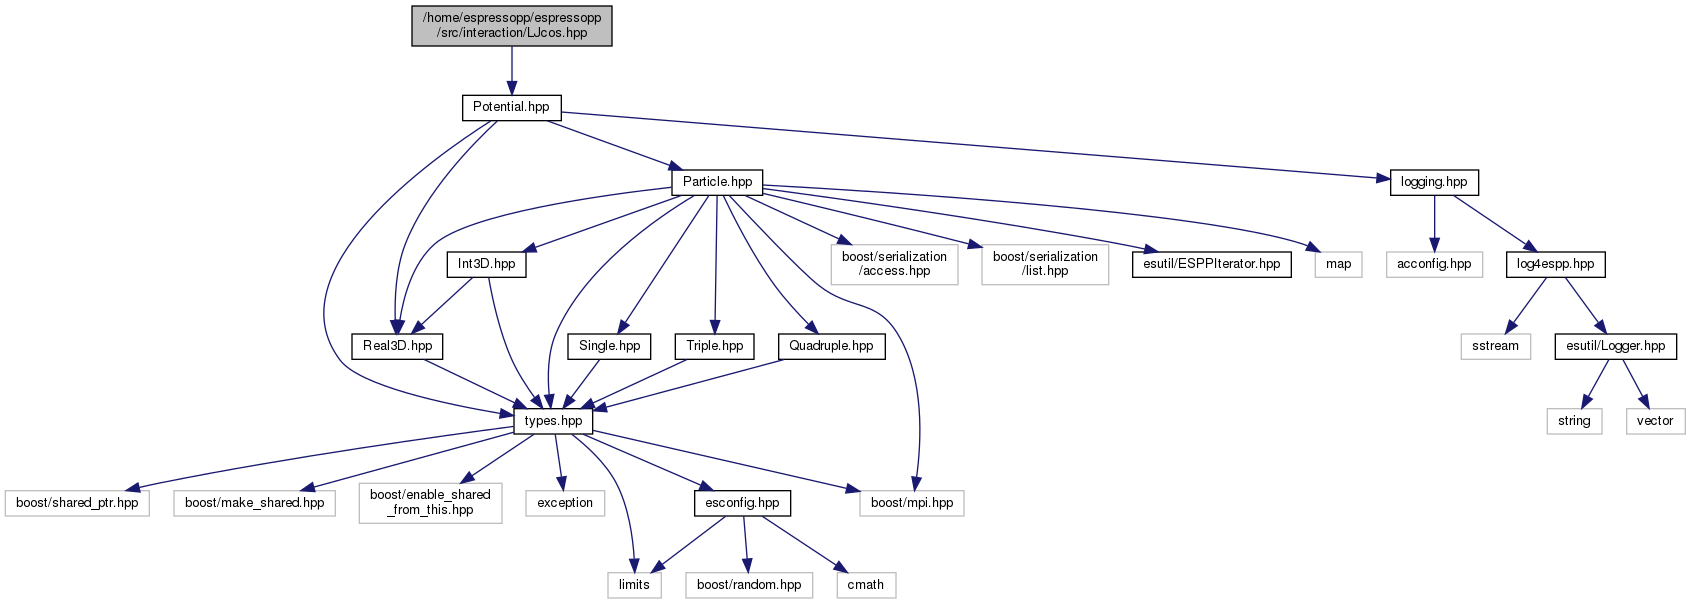 /home/espressopp/espressopp
/src/interaction/LJcos.hpp
Potential.hpp
Particle.hpp
logging.hpp
Int3D.hpp
boost/serialization
/access.hpp
boost/serialization
/list.hpp
esutil/ESPPIterator.hpp
map
acconfig.hpp
log4espp.hpp
Real3D.hpp
Single.hpp
Triple.hpp
Quadruple.hpp
sstream
esutil/Logger.hpp
types.hpp
string
vector
boost/shared_ptr.hpp
boost/make_shared.hpp
boost/enable_shared
_from_this.hpp
exception
esconfig.hpp
boost/mpi.hpp
limits
boost/random.hpp
cmath